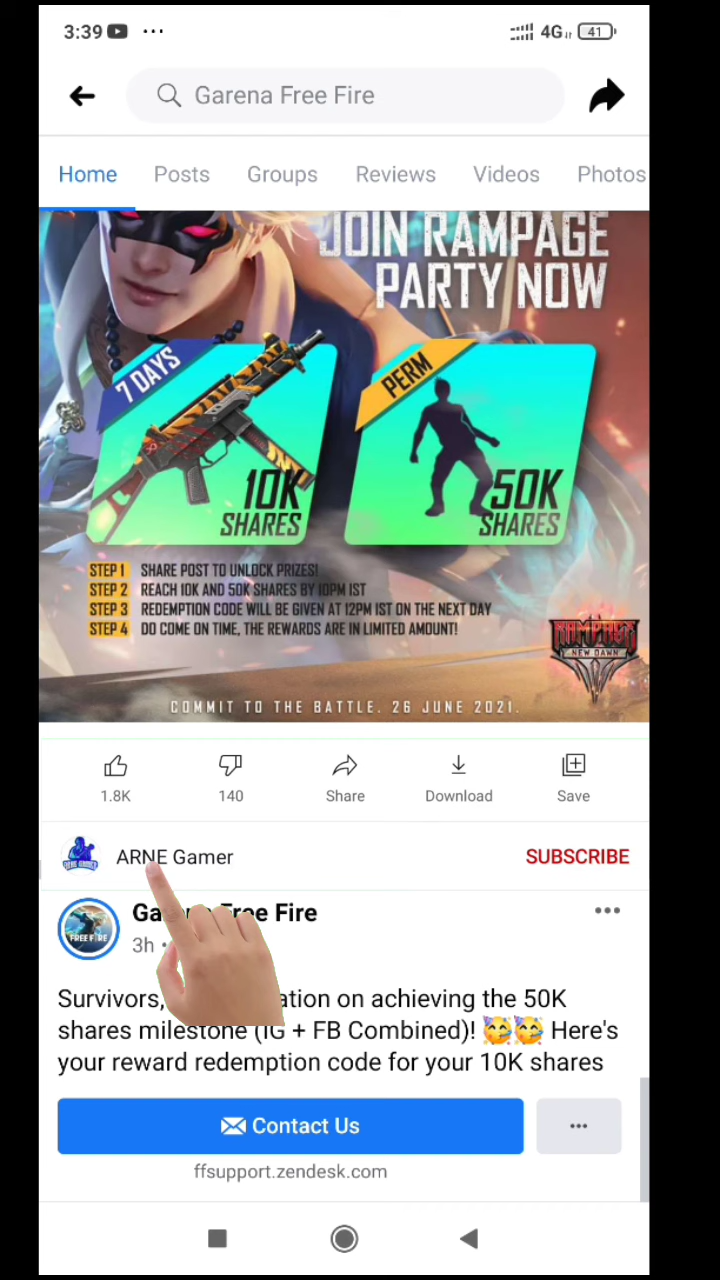 3:39
4G
41
Garena Free Fire
Home Posts Groups Reviews Videos Photos
JOIN RAMPAGE
PARTY NOW
7 DAYS
10K
SHARES
PERM
50K
SHARES
STEP 1 SHARE POST TO UNLOCK PRIZES!
STEP 2 REACH 10K AND 50K SHARES BY 10PM IST
STEP 3 REDEMPTION CODE WILL BE GIVEN AT 12PM IST ON THE NEXT DAY
STEP 4 DO COME ON TIME, THE REWARDS ARE IN LIMITED AMOUNT!
RAMPAGE
NEW DAWN
COMMIT TO THE BATTLE. 26 JUNE 2021.
1.8K 140 Share Download Save
ARNE Gamer SUBSCRIBE
FREE FIRE
Free Fire
3h
Survivors, ation on achieving the 50K
shares milestone (IG + FB Combined)! 🥳🥳 Here's
your reward redemption code for your 10K shares
Contact Us
ffsupport.zendesk.com